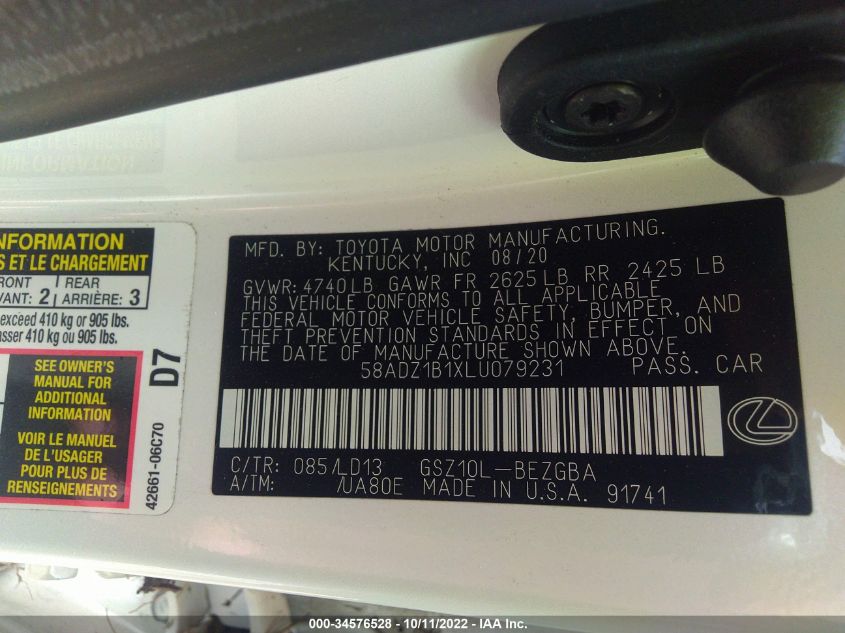 NFORMATION
S ET LE CHARGEMENT
FRONT
VANT: 2
REAR
ARRIÈRE: 3
exceed 410 kg or 905 lbs.
asser 410 kg ou 905 lbs.
SEE OWNER'S
MANUAL FOR
ADDITIONAL
INFORMATION
VOIR LE MANUEL
DE L'USAGER
POUR PLUS DE
RENSEIGNEMENTS
D7
42661-06C70
MFD. BY: TOYOTA MOTOR MANUFACTURING.
KENTUCKY, INC 08/20
GVWR: 4740LB GAWR FR 2625LB RR 2425 LB
THIS VEHICLE CONFORMS TO ALL APPLICABLE
FEDERAL MOTOR VEHICLE SAFETY, BUMPER, AND
THEFT PREVENTION STANDARDS IN EFFECT ON
THE DATE OF MANUFACTURE SHOWN ABOVE.
58ADZ1B1XLU079231 PASS. CAR
C/TR: 085/LD13 GSZ10L-BEZGBA
A/TM: /UA80E MADE IN U.S.A. 91741
000-34576528 - 10/11/2022 - IAA Inc.